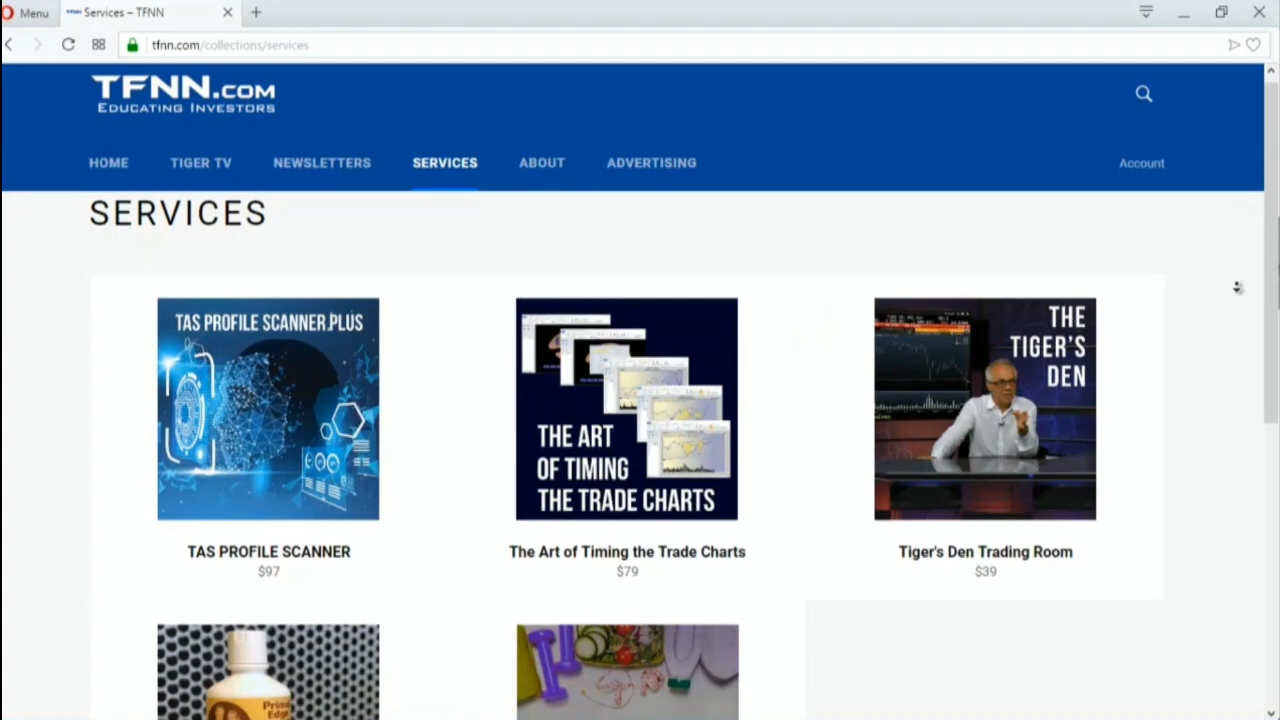 Menu
Services – TFNN
tfnn.com/collections/services
TFNN.COM
EDUCATING INVESTORS
HOME
TIGER TV
NEWSLETTERS
SERVICES
ABOUT
ADVERTISING
Account
SERVICES
TAS PROFILE SCANNER PLUS
THE ART
OF TIMING
THE TRADE CHARTS
THE
TIGER'S
DEN
TAS PROFILE SCANNER
$97
The Art of Timing the Trade Charts
$79
Tiger's Den Trading Room
$39